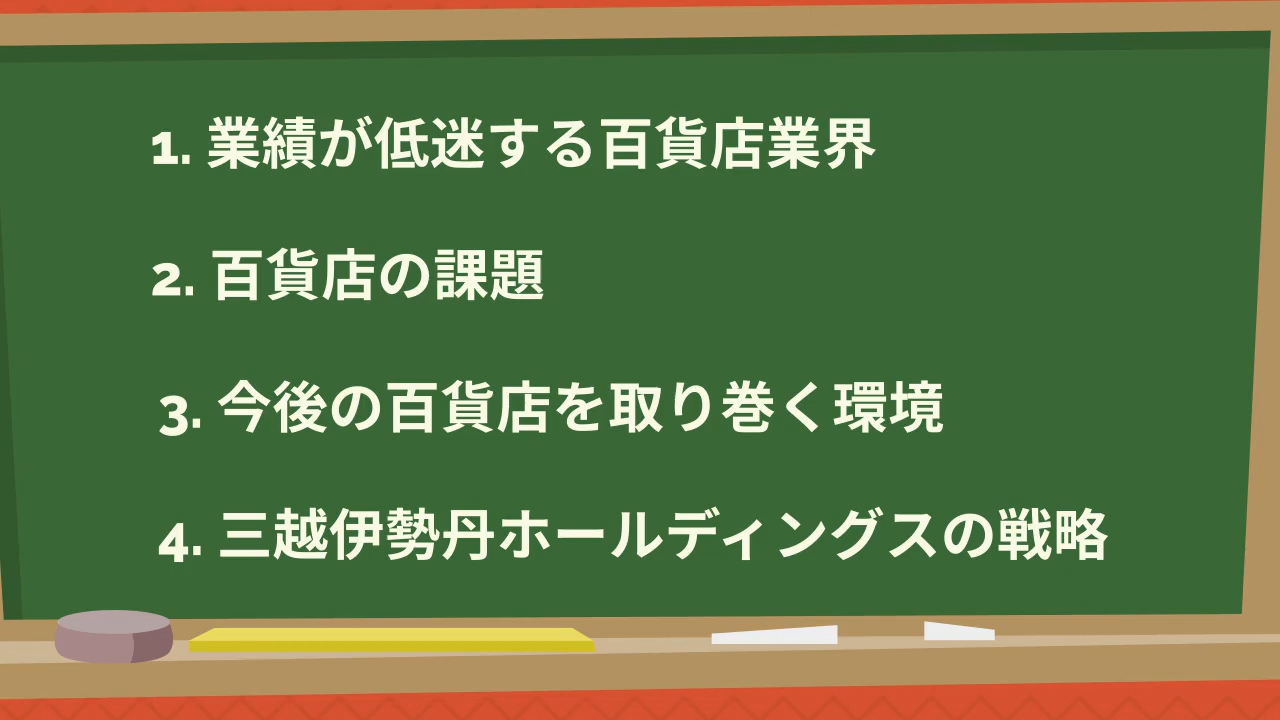 1. 業績が低迷する百貨店業界
2. 百貨店の課題
3. 今後の百貨店を取り巻く環境
4. 三越伊勢丹ホールディングスの戦略